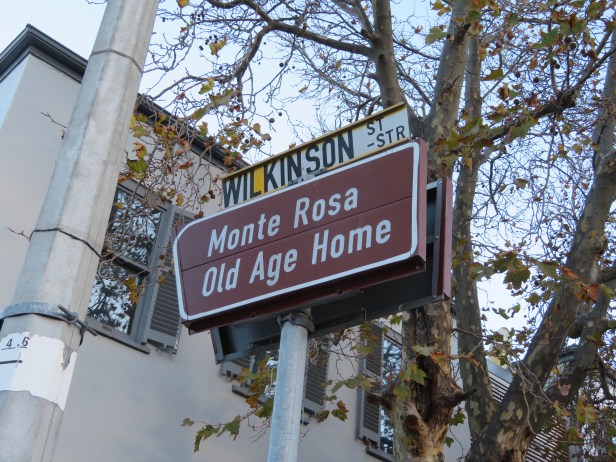 WILKINSON ST
-STR
Monte Rosa
Old Age Home
4.6